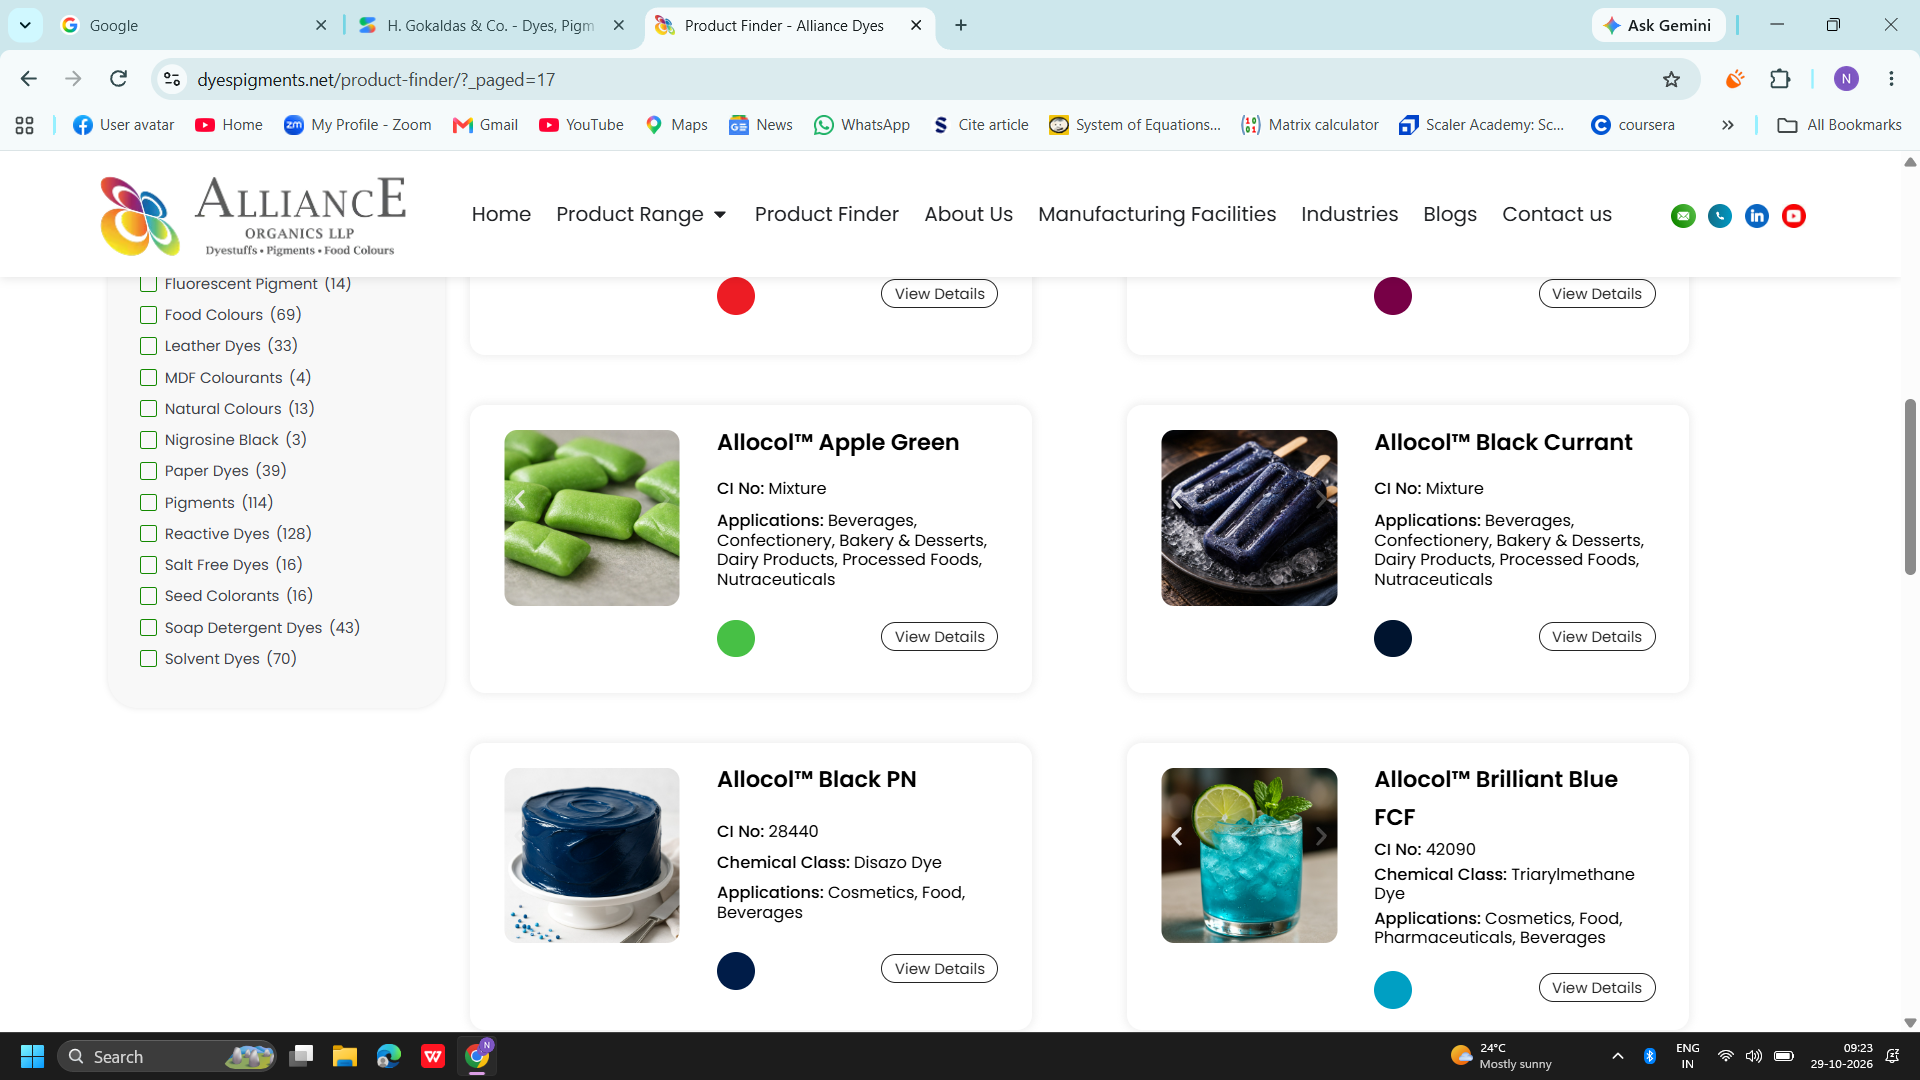 Google
H. Gokaldas & Co. - Dyes, Pigm
Product Finder - Alliance Dyes
Ask Gemini
dyespigments.net/product-finder/?_paged=17
N
User avatar
Home
My Profile - Zoom
Gmail
YouTube
Maps
News
WhatsApp
Cite article
System of Equations...
Matrix calculator
Scaler Academy: Sc...
coursera
All Bookmarks
ALLIANCE
ORGANICS LLP
Dyestuffs • Pigments • Food Colours
Home
Product Range
Product Finder
About Us
Manufacturing Facilities
Industries
Blogs
Contact us
Fluorescent Pigment (14)
Food Colours (69)
Leather Dyes (33)
MDF Colourants (4)
Natural Colours (13)
Nigrosine Black (3)
Paper Dyes (39)
Pigments (114)
Reactive Dyes (128)
Salt Free Dyes (16)
Seed Colorants (16)
Soap Detergent Dyes (43)
Solvent Dyes (70)
View Details
View Details
Allocol™ Apple Green
CI No: Mixture
Applications: Beverages,
Confectionery, Bakery & Desserts,
Dairy Products, Processed Foods,
Nutraceuticals
View Details
Allocol™ Black Currant
CI No: Mixture
Applications: Beverages,
Confectionery, Bakery & Desserts,
Dairy Products, Processed Foods,
Nutraceuticals
View Details
Allocol™ Black PN
CI No: 28440
Chemical Class: Disazo Dye
Applications: Cosmetics, Food,
Beverages
View Details
Allocol™ Brilliant Blue
FCF
CI No: 42090
Chemical Class: Triarylmethane
Dye
Applications: Cosmetics, Food,
Pharmaceuticals, Beverages
View Details
Search
24°C
Mostly sunny
ENG
IN
09:23
29-10-2026